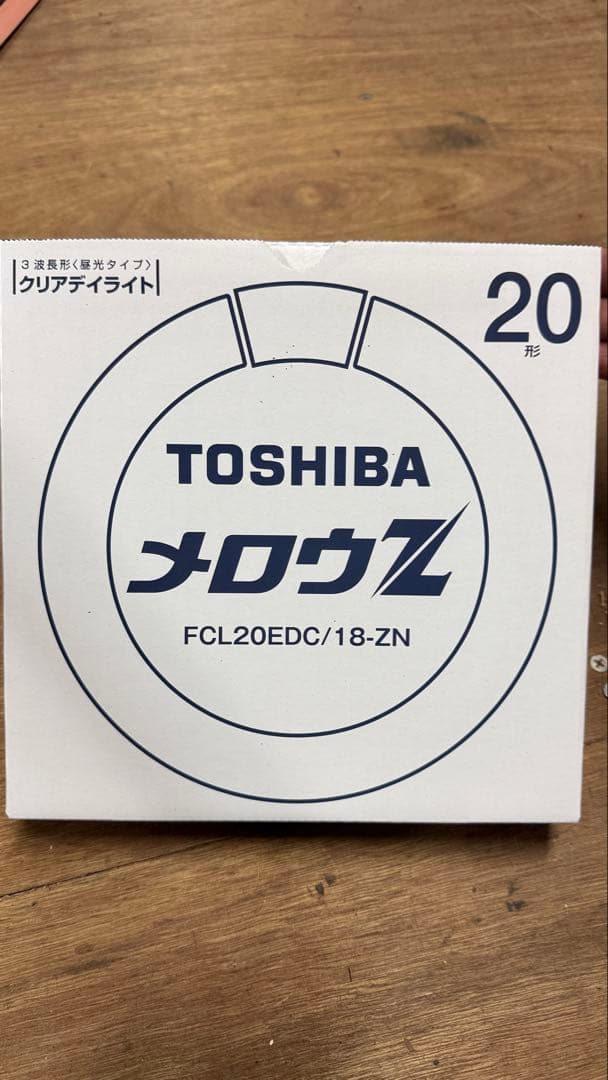 3波長形〈昼光タイプ〉
クリアデイライト
20
形
TOSHIBA
メロウZ
FCL20EDC/18-ZN